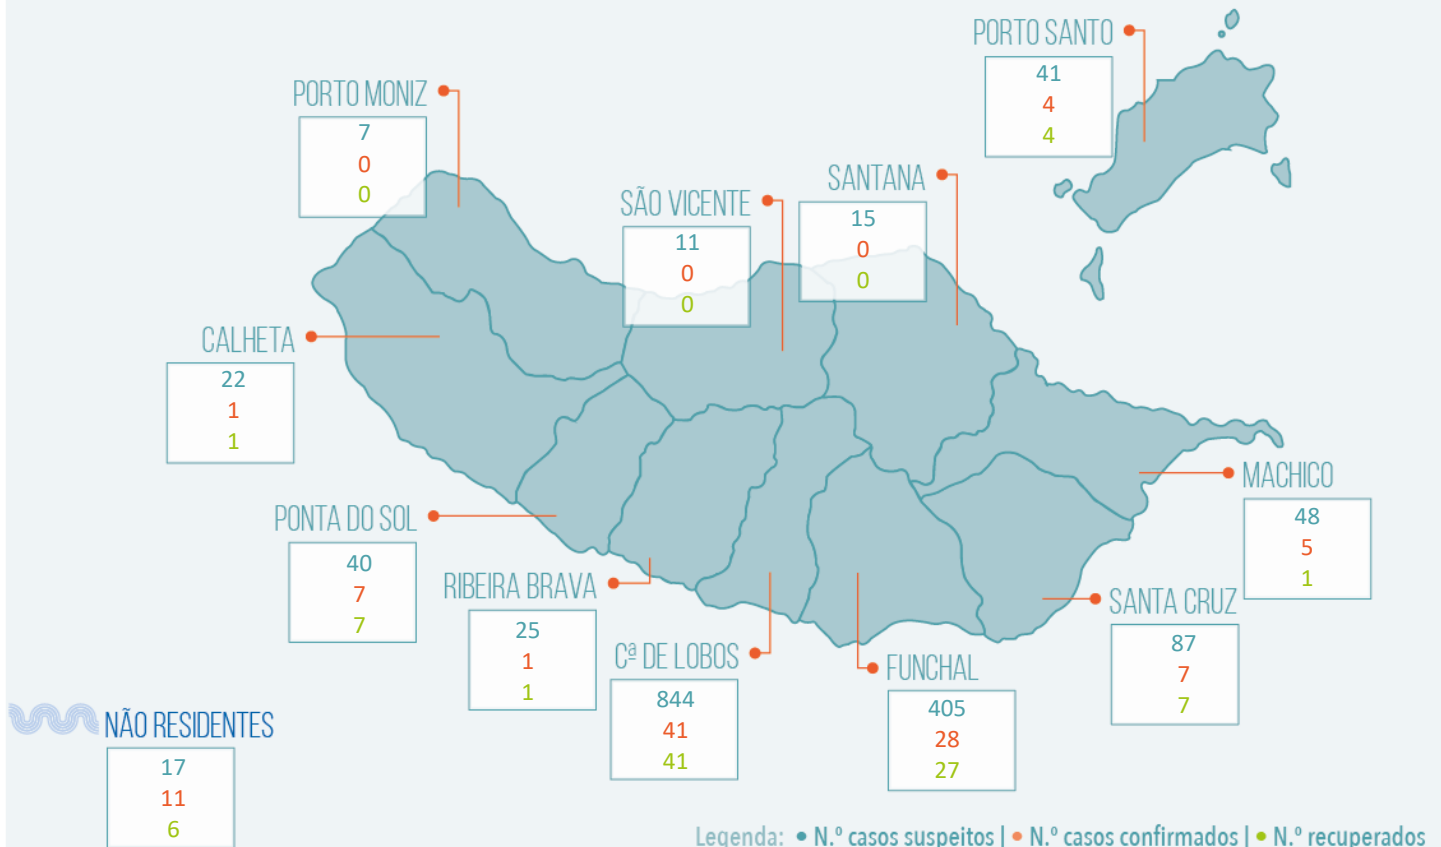 PORTO SANTO
41
4
4
PORTO MONIZ
7
0
0
SANTANA
15
0
0
SÃO VICENTE
11
0
0
CALHETA
22
1
1
MACHICO
48
5
1
PONTA DO SOL
40
7
7
RIBEIRA BRAVA
25
1
1
SANTA CRUZ
87
7
7
Cª DE LOBOS
844
41
41
FUNCHAL
405
28
27
NÃO RESIDENTES
17
11
6
Legenda: • N.º casos suspeitos | • N.º casos confirmados | • N.º recuperados